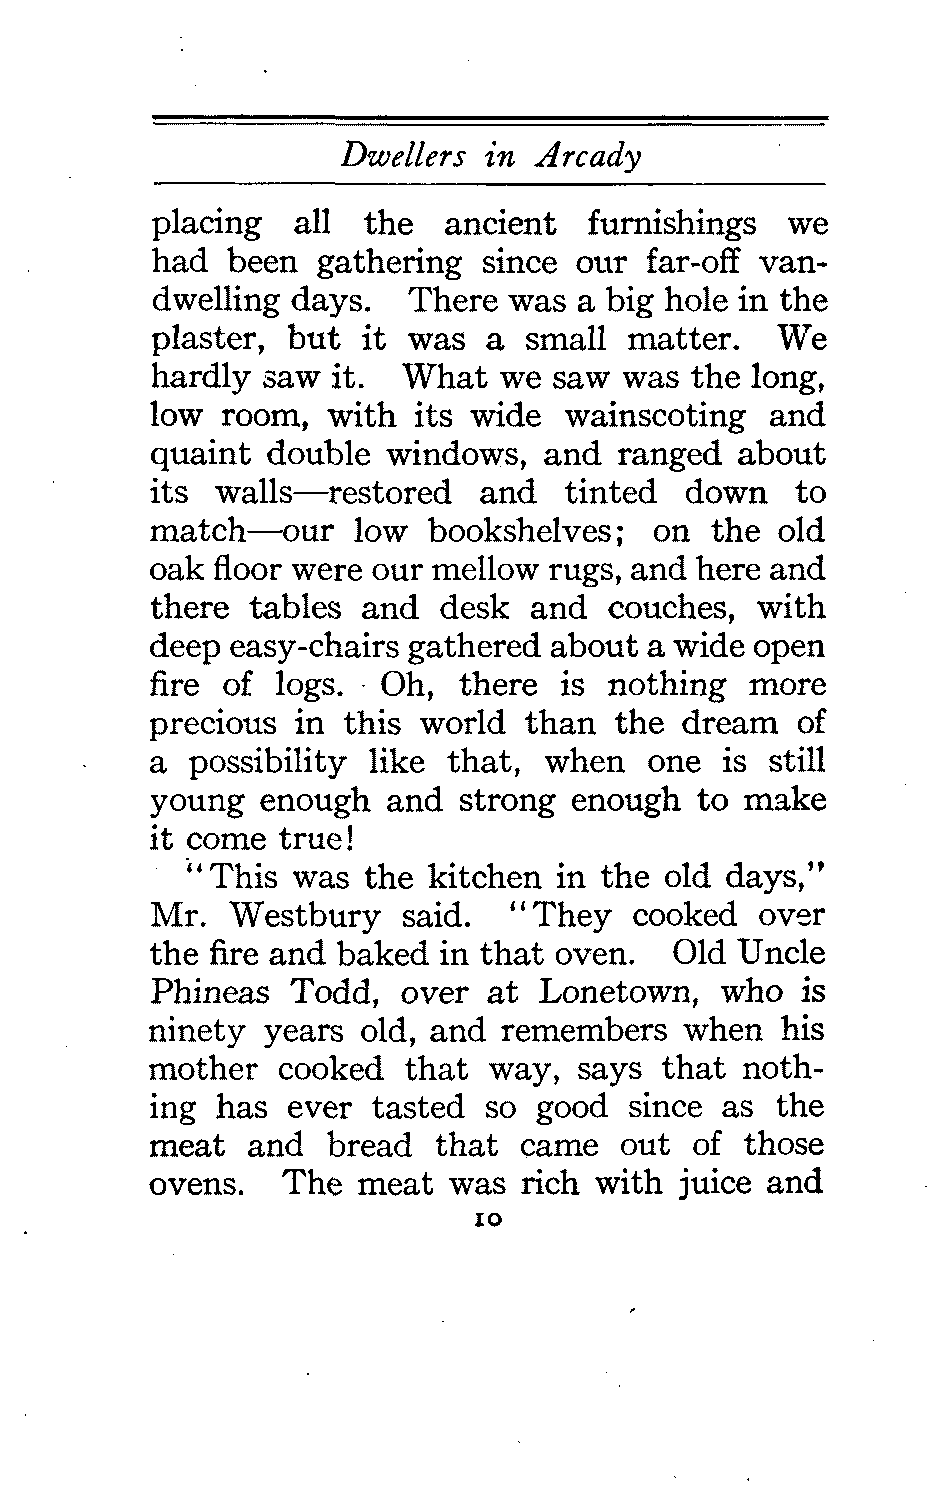 Dwellers in Arcady
placing all the ancient furnishings we
had been gathering since our far-off van-
dwelling days. There was a big hole in the
plaster, but it was a small matter. We
hardly saw it. What we saw was the long,
low room, with its wide wainscoting and
quaint double windows, and ranged about
its walls—restored and tinted down to
match—our low bookshelves; on the old
oak floor were our mellow rugs, and here and
there tables and desk and couches, with
deep easy-chairs gathered about a wide open
fire of logs. Oh, there is nothing more
precious in this world than the dream of
a possibility like that, when one is still
young enough and strong enough to make
it come true!
"This was the kitchen in the old days,"
Mr. Westbury said. "They cooked over
the fire and baked in that oven. Old Uncle
Phineas Todd, over at Lonetown, who is
ninety years old, and remembers when his
mother cooked that way, says that noth-
ing has ever tasted so good since as the
meat and bread that came out of those
ovens. The meat was rich with juice and
10